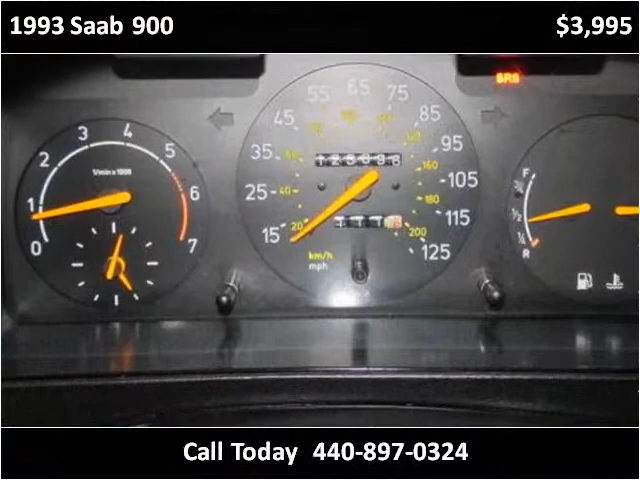 1993 Saab 900
$3,995
SRS
55 65 75
45 85
35 95
25 105
15 115
125
40 160
20 180
200
km/h
mph
3 4
2 5
1 6
0 7
1/min x 1000
F
1/2
R
Call Today 440-897-0324